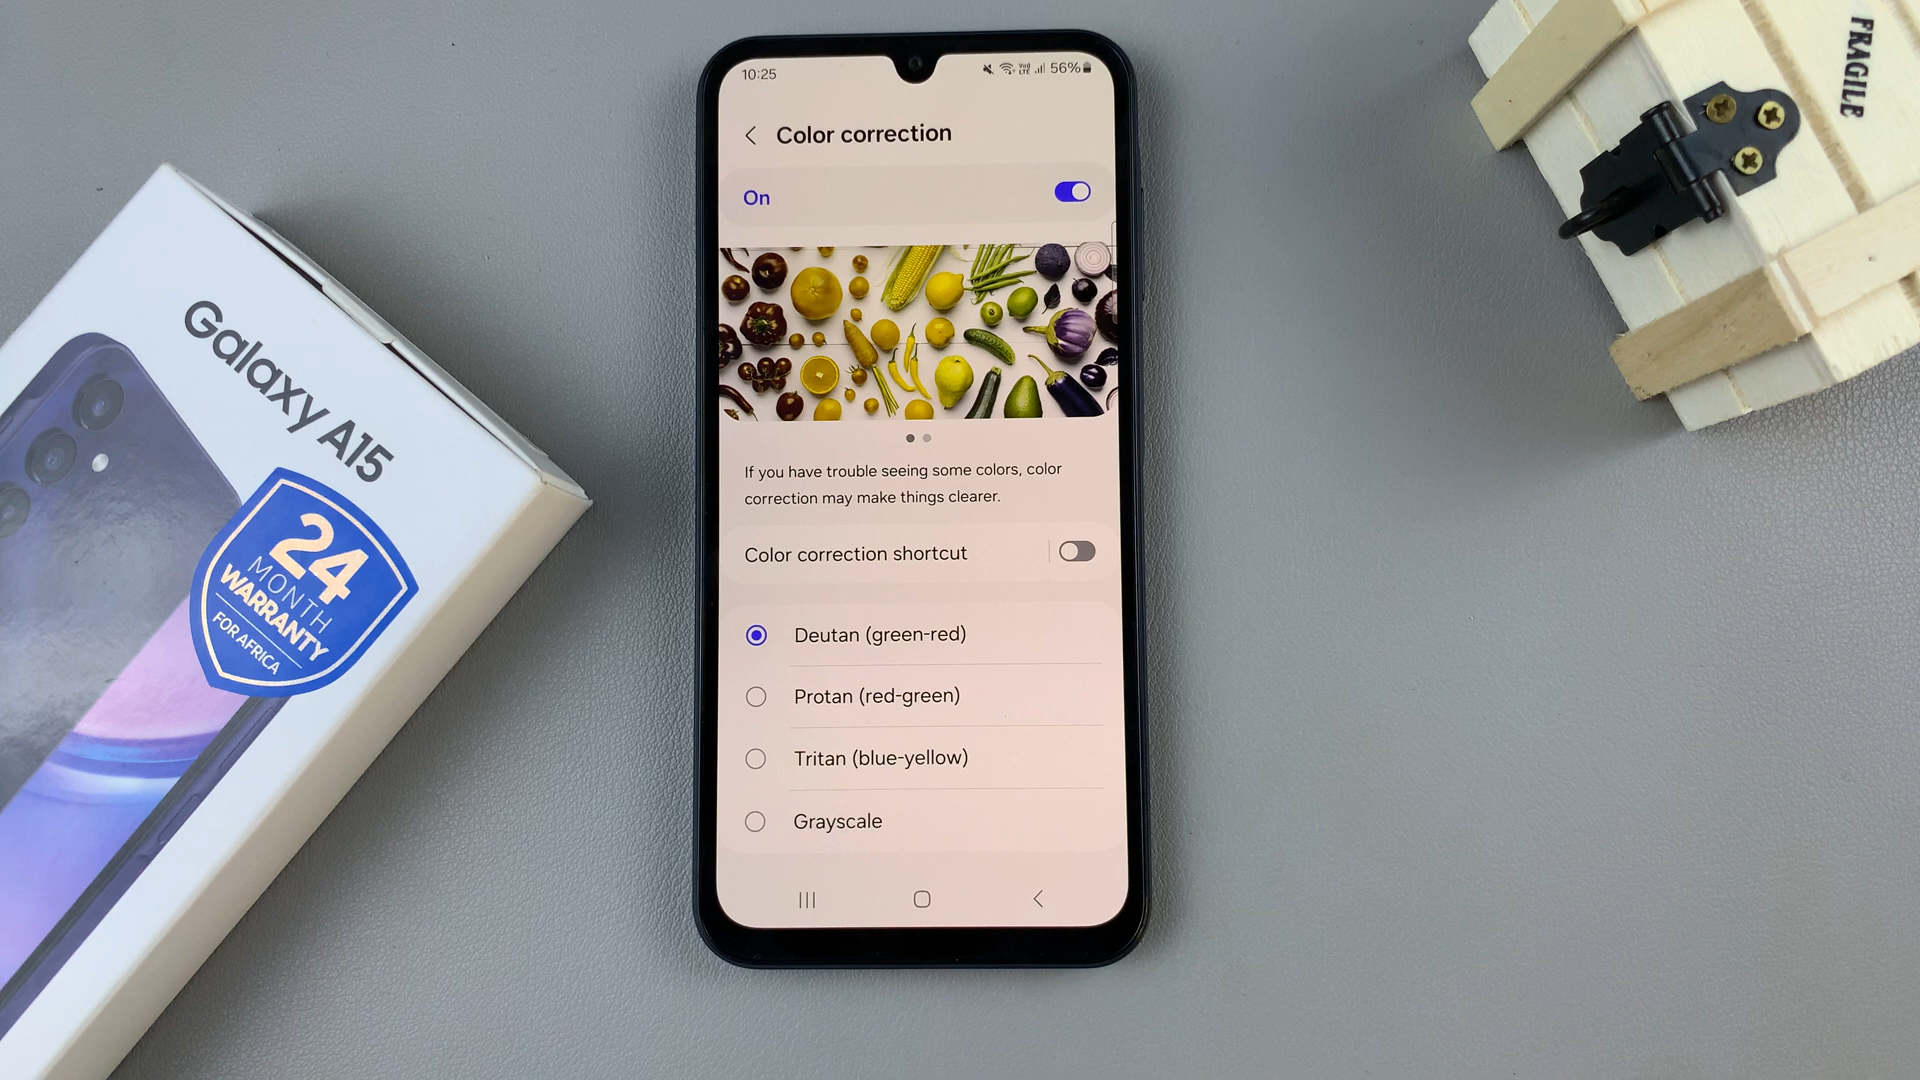 10:25
Vo)
LTE
56%
Color correction
On
If you have trouble seeing some colors, color
correction may make things clearer.
Color correction shortcut
Deutan (green-red)
Protan (red-green)
Tritan (blue-yellow)
Grayscale
Galaxy A15
24
MONTH
WARRANTY
FOR AFRICA
FRAGILE